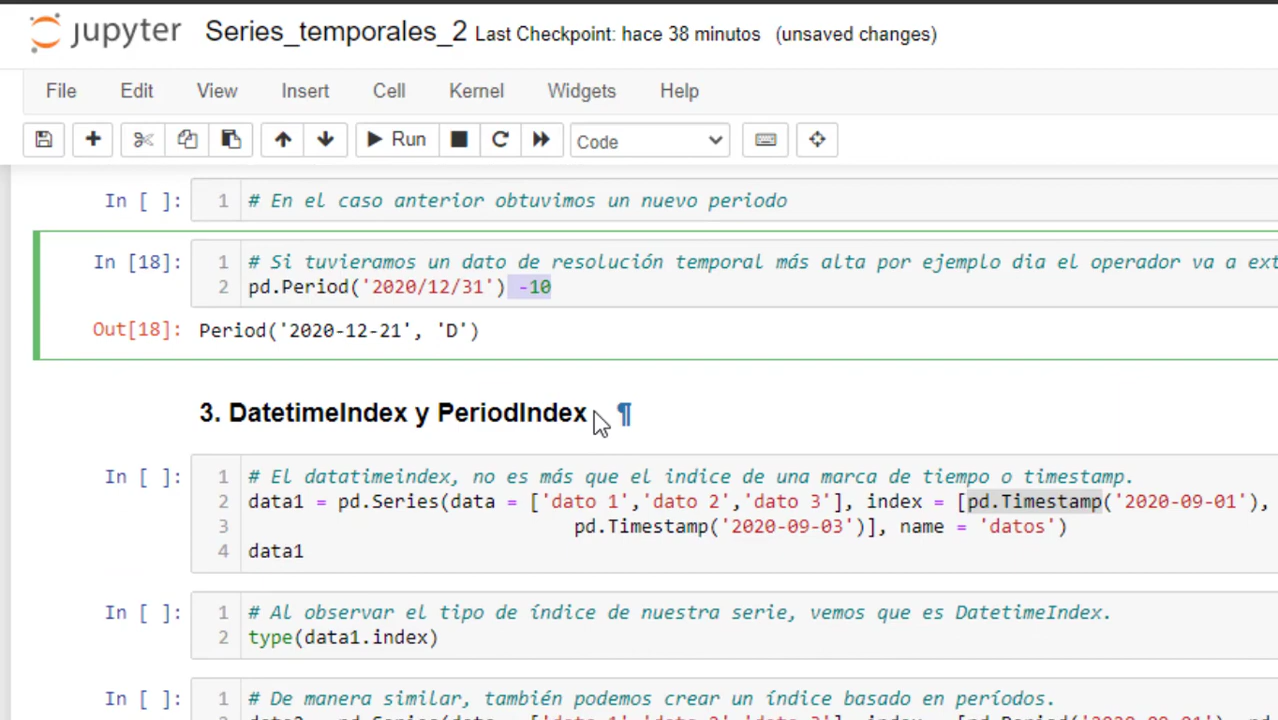 jupyter Series_temporales_2 Last Checkpoint: hace 38 minutos (unsaved changes)
File Edit View Insert Cell Kernel Widgets Help
Run Code
In [ ]: 1 # En el caso anterior obtuvimos un nuevo periodo
In [18]: 1 # Si tuvieramos un dato de resolución temporal más alta por ejemplo dia el operador va a ext
2 pd.Period('2020/12/31') -10
Out[18]: Period('2020-12-21', 'D')
3. DatetimeIndex y PeriodIndex ¶
In [ ]: 1 # El datatimeindex, no es más que el indice de una marca de tiempo o timestamp.
2 data1 = pd.Series(data = ['dato 1','dato 2','dato 3'], index = [pd.Timestamp('2020-09-01'),
3 pd.Timestamp('2020-09-03')], name = 'datos')
4 data1
In [ ]: 1 # Al observar el tipo de índice de nuestra serie, vemos que es DatetimeIndex.
2 type(data1.index)
In [ ]: 1 # De manera similar, también podemos crear un índice basado en períodos.